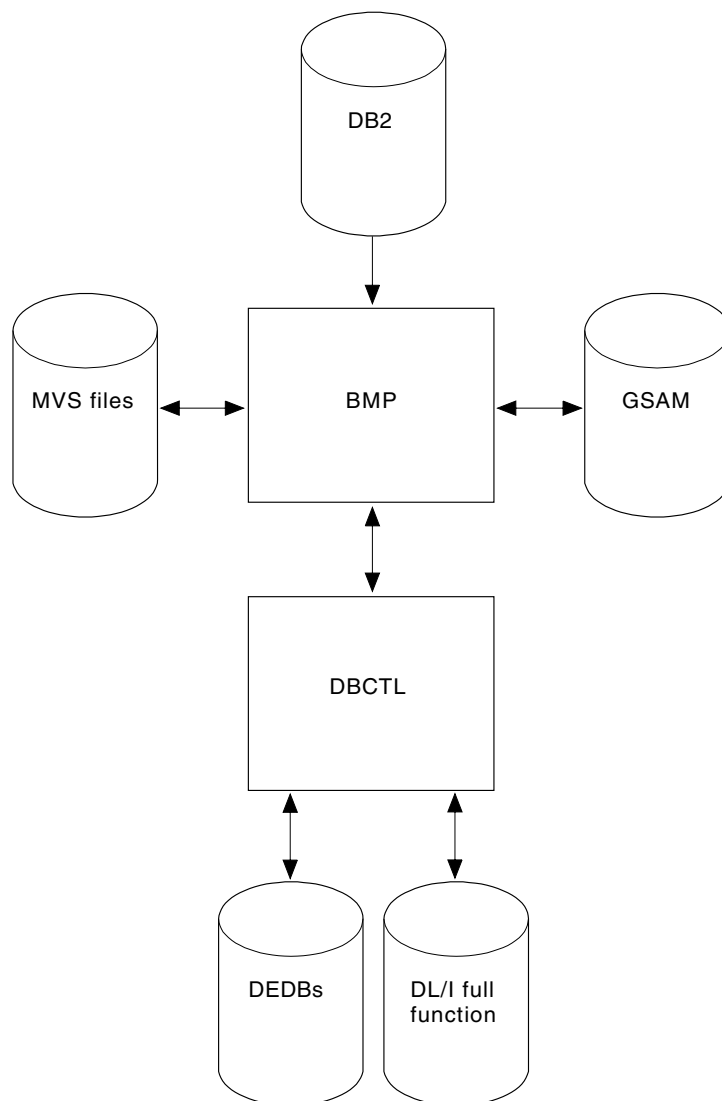 DB2
MVS files
BMP
GSAM
DBCTL
DEDBs
DL/I full
function